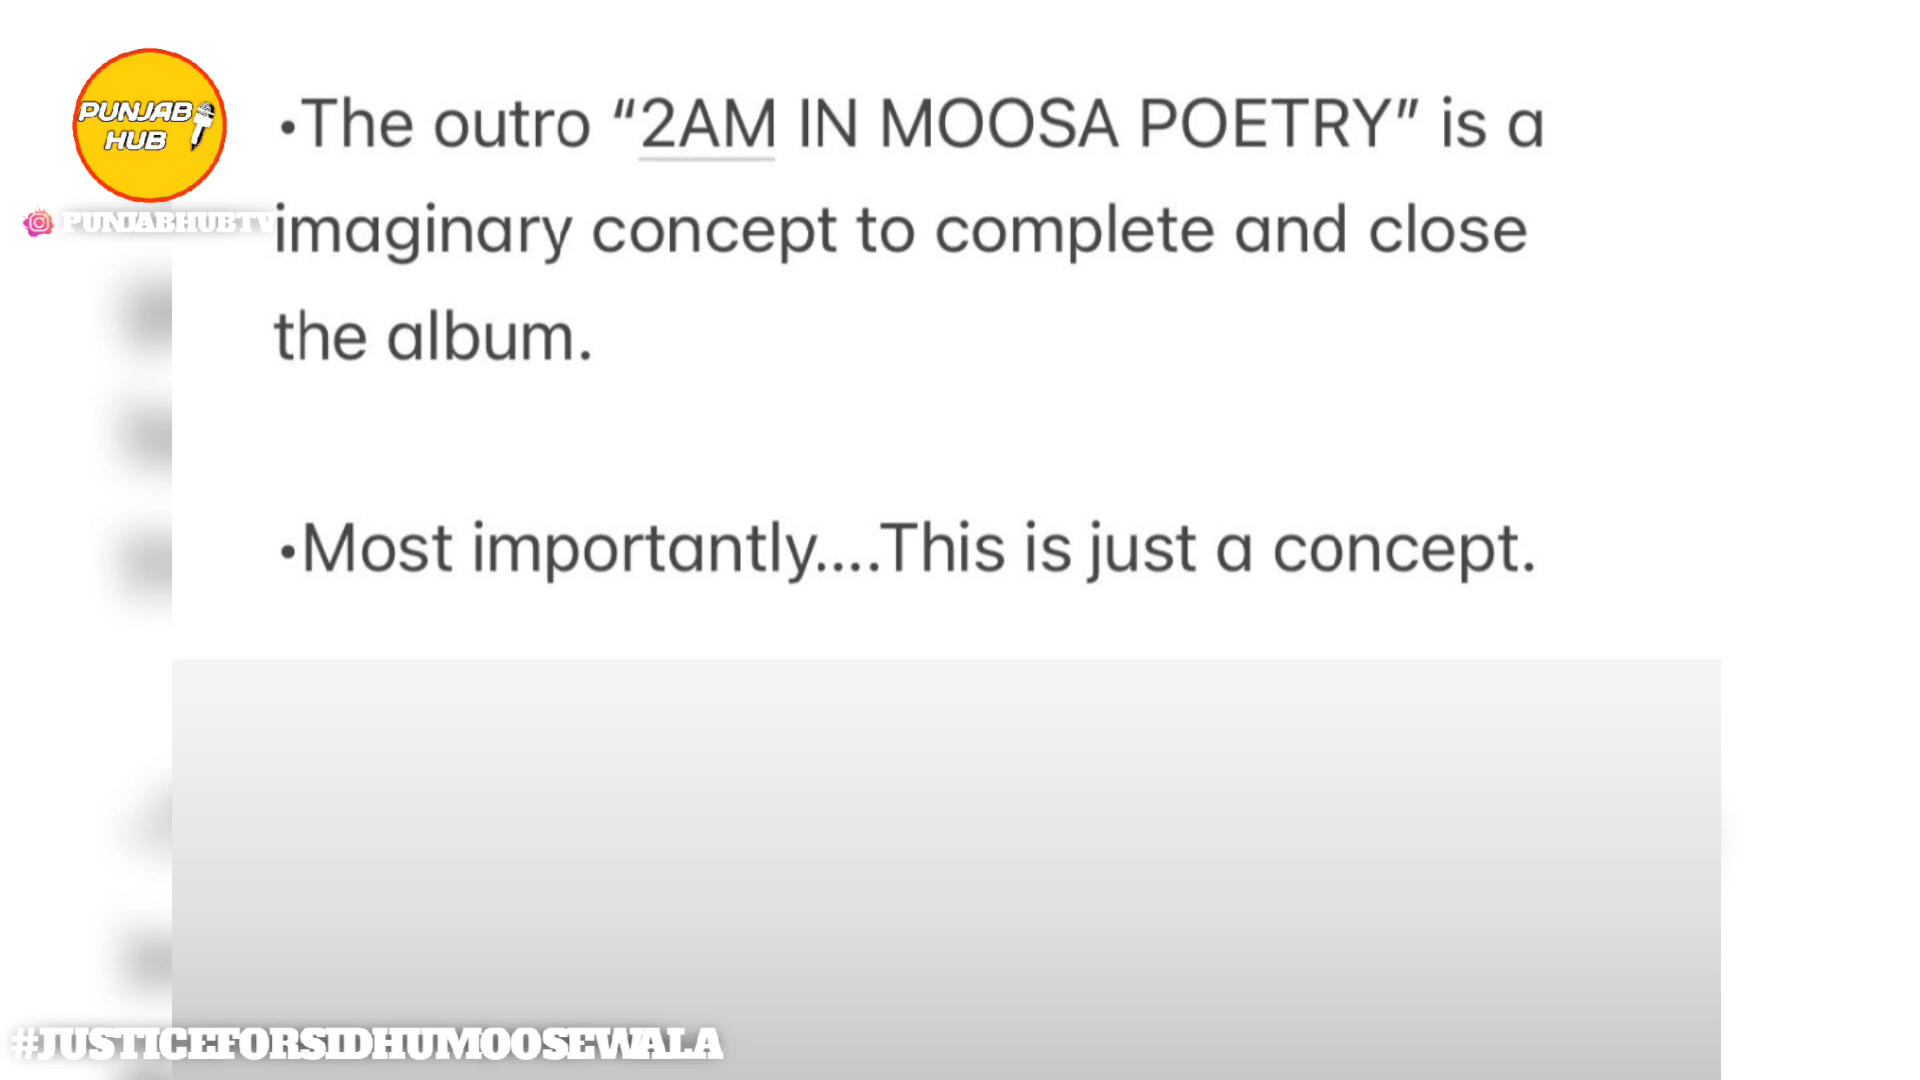 PUNJAB
HUB
PUNJABHUBTV
•The outro “2AM IN MOOSA POETRY” is a
imaginary concept to complete and close
the album.
•Most importantly....This is just a concept.
#JUSTICEFORSIDHUMOOSEWALA